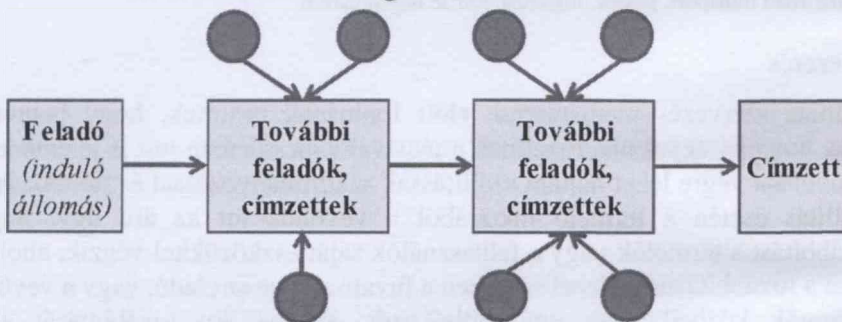 Feladó
(induló
állomás)
További
feladók,
címzettek
További
feladók,
címzettek
Címzett